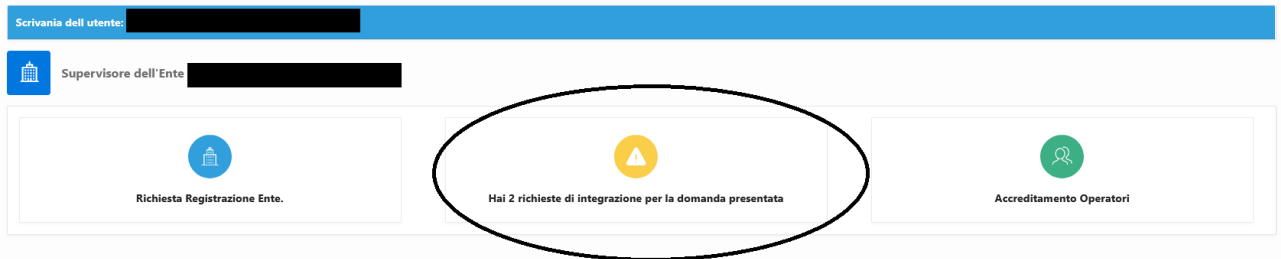 Scrivania dell utente:
Supervisore dell'Ente
Richiesta Registrazione Ente.
Hai 2 richieste di integrazione per la domanda presentata
Accreditamento Operatori